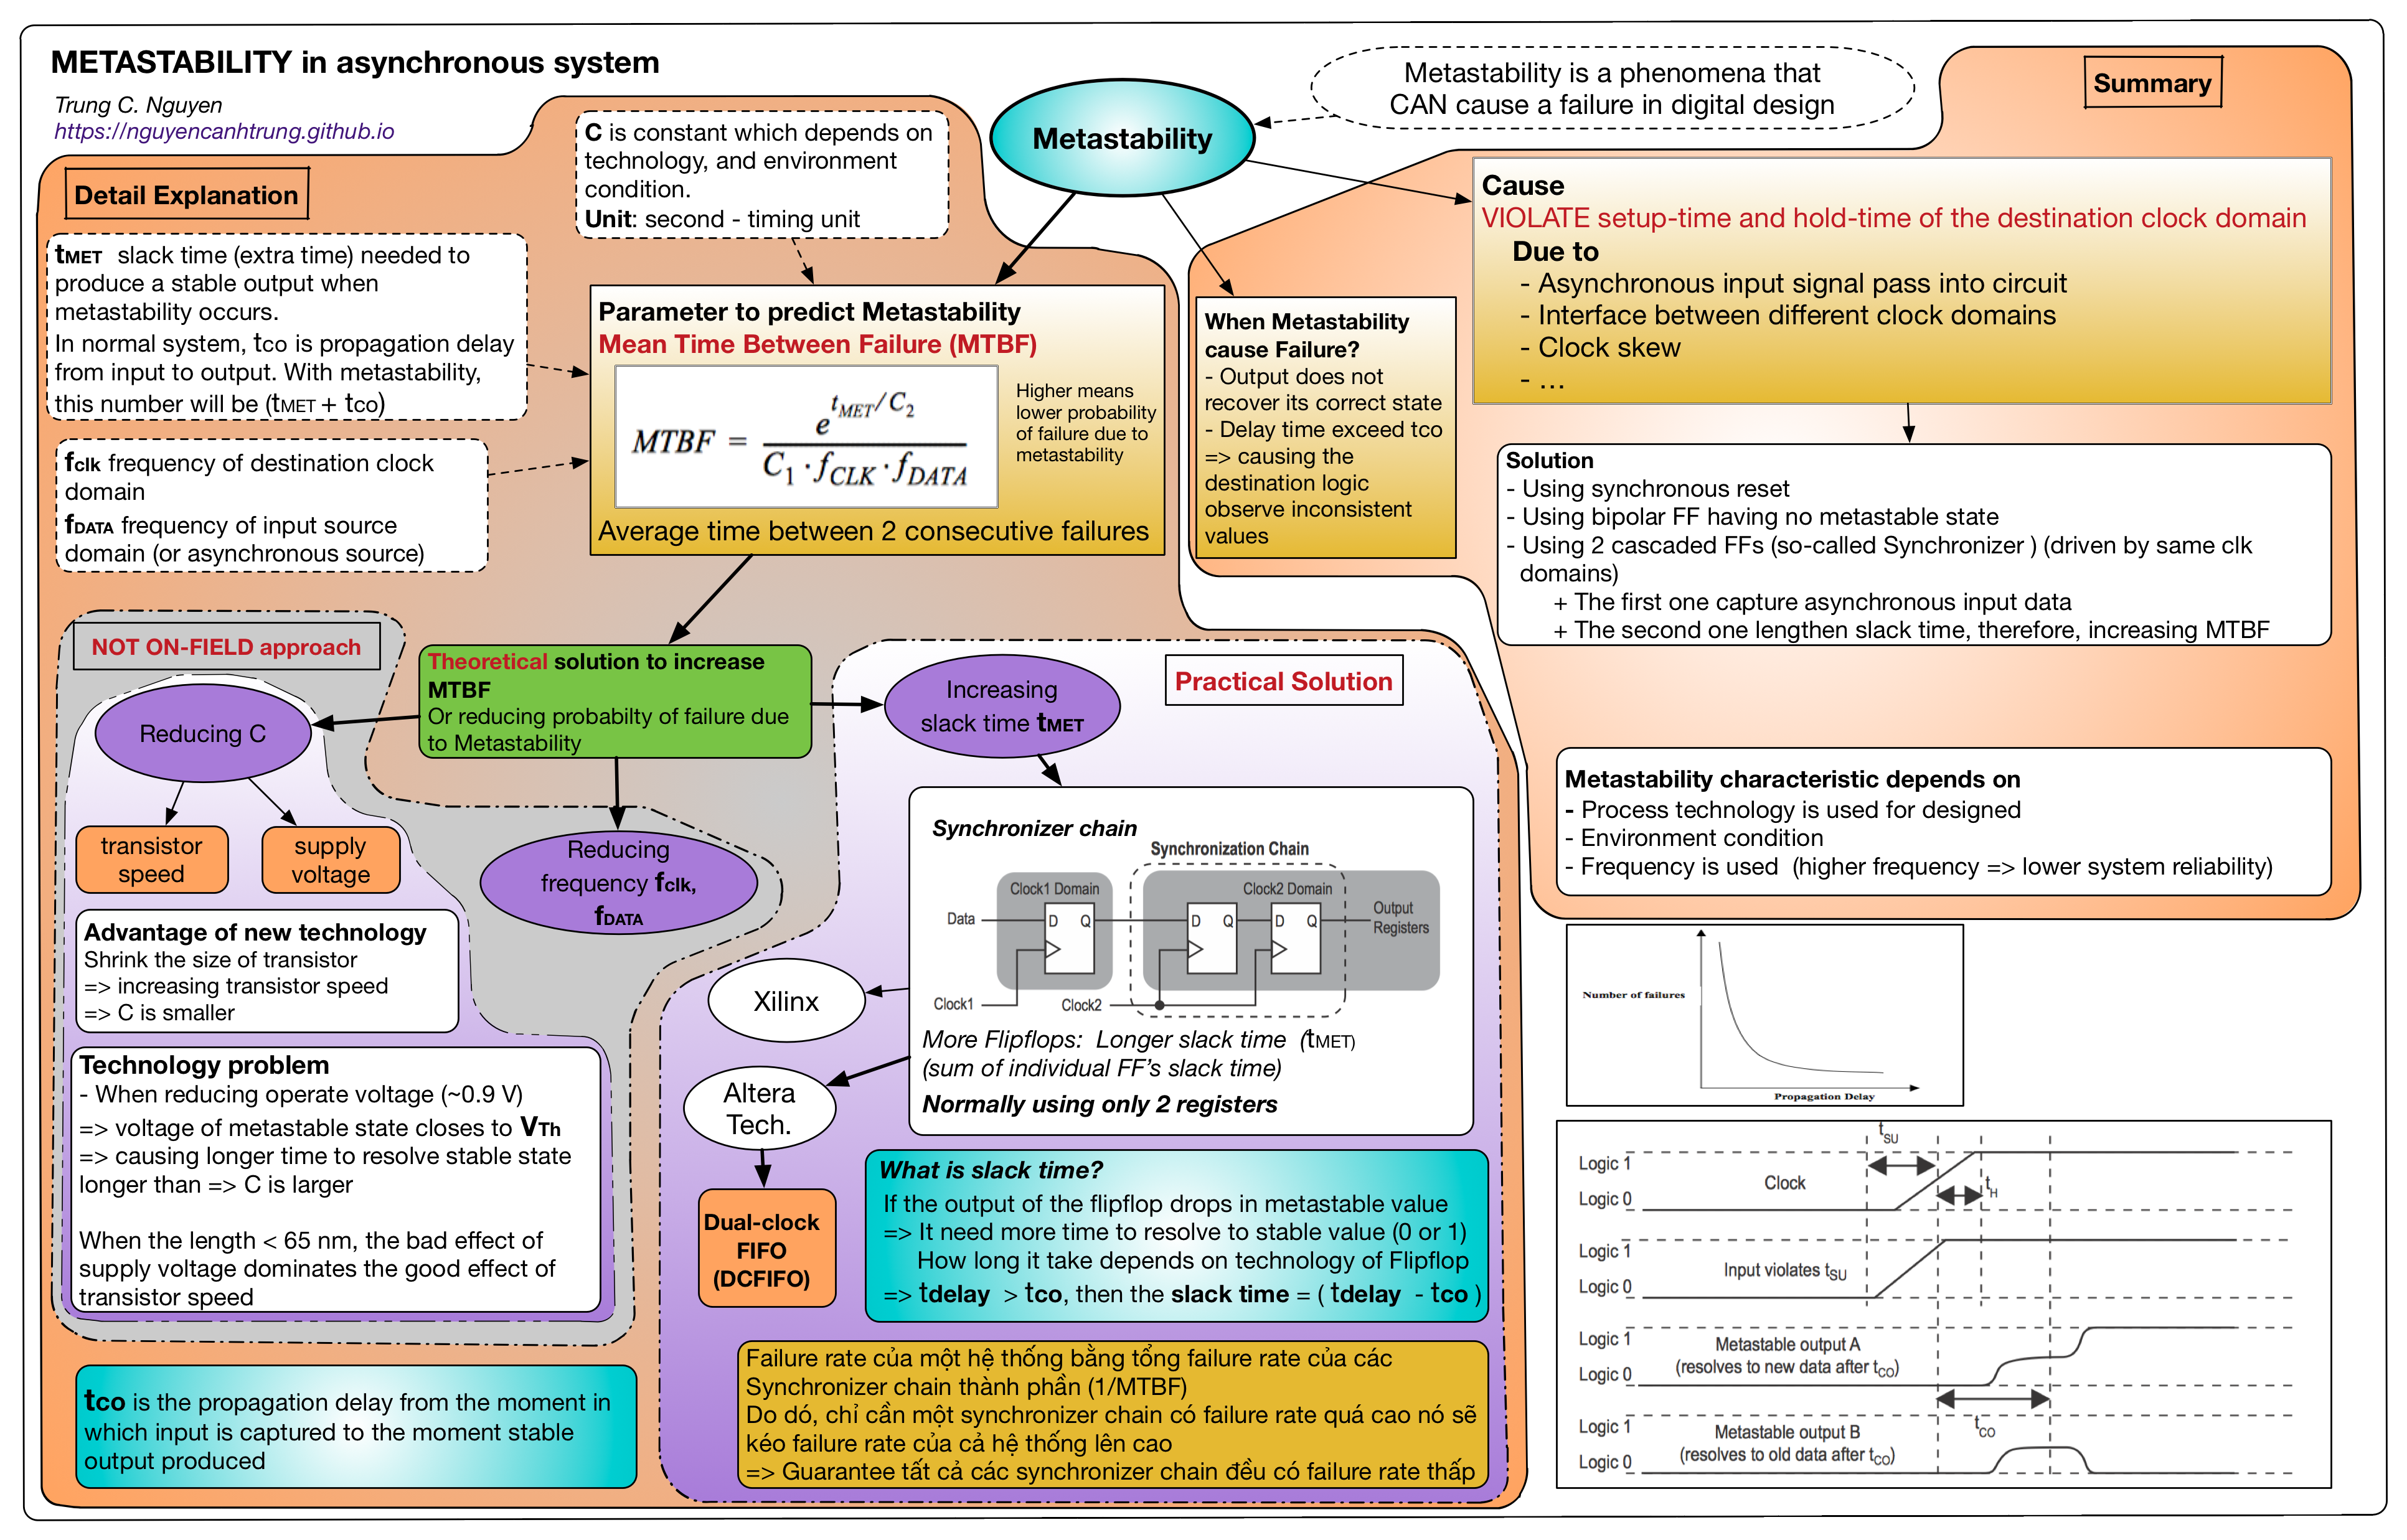 METASTABILITY in asynchronous system
Trung C. Nguyen
https://nguyencanhtrung.github.io
Metastability
Metastability is a phenomena that
CAN cause a failure in digital design
Summary
Detail Explanation
C is constant which depends on
technology, and environment
condition.
Unit: second - timing unit
tMET slack time (extra time) needed to
produce a stable output when
metastability occurs.
In normal system, tco is propagation delay
from input to output. With metastability,
this number will be (tMET + tCO)
fclk frequency of destination clock
domain
fDATA frequency of input source
domain (or asynchronous source)
Parameter to predict Metastability
Mean Time Between Failure (MTBF)
MTBF = e^(tMET/C2) / (C1 · fCLK · fDATA)
Higher means
lower probability
of failure due to
metastability
Average time between 2 consecutive failures
When Metastability
cause Failure?
- Output does not
recover its correct state
- Delay time exceed tco
=> causing the
destination logic
observe inconsistent
values
Cause
VIOLATE setup-time and hold-time of the destination clock domain
Due to
- Asynchronous input signal pass into circuit
- Interface between different clock domains
- Clock skew
- ...
Solution
- Using synchronous reset
- Using bipolar FF having no metastable state
- Using 2 cascaded FFs (so-called Synchronizer ) (driven by same clk
domains)
+ The first one capture asynchronous input data
+ The second one lengthen slack time, therefore, increasing MTBF
Metastability characteristic depends on
- Process technology is used for designed
- Environment condition
- Frequency is used (higher frequency => lower system reliability)
NOT ON-FIELD approach
Theoretical solution to increase
MTBF
Or reducing probabilty of failure due
to Metastability
Reducing C
transistor
speed
supply
voltage
Reducing
frequency fclk,
fDATA
Increasing
slack time tMET
Practical Solution
Advantage of new technology
Shrink the size of transistor
=> increasing transistor speed
=> C is smaller
Technology problem
- When reducing operate voltage (~0.9 V)
=> voltage of metastable state closes to VTh
=> causing longer time to resolve stable state
longer than => C is larger
When the length < 65 nm, the bad effect of
supply voltage dominates the good effect of
transistor speed
tco is the propagation delay from the moment in
which input is captured to the moment stable
output produced
Synchronizer chain
Synchronization Chain
Clock1 Domain
Clock2 Domain
Data
D Q
D Q
D Q
Output
Registers
Clock1
Clock2
More Flipflops: Longer slack time (tMET)
(sum of individual FF's slack time)
Normally using only 2 registers
Xilinx
Altera
Tech.
Dual-clock
FIFO
(DCFIFO)
What is slack time?
If the output of the flipflop drops in metastable value
=> It need more time to resolve to stable value (0 or 1)
How long it take depends on technology of Flipflop
=> tdelay > tco, then the slack time = ( tdelay - tco )
Failure rate của một hệ thống bằng tổng failure rate của các
Synchronizer chain thành phần (1/MTBF)
Do đó, chỉ cần một synchronizer chain có failure rate quá cao nó sẽ
kéo failure rate của cả hệ thống lên cao
=> Guarantee tất cả các synchronizer chain đều có failure rate thấp
Number of failures
Propagation Delay
tSU
Logic 1
Clock
Logic 0
tH
Logic 1
Input violates tSU
Logic 0
Logic 1
Metastable output A
(resolves to new data after tCO)
Logic 0
tCO
Logic 1
Metastable output B
(resolves to old data after tCO)
Logic 0